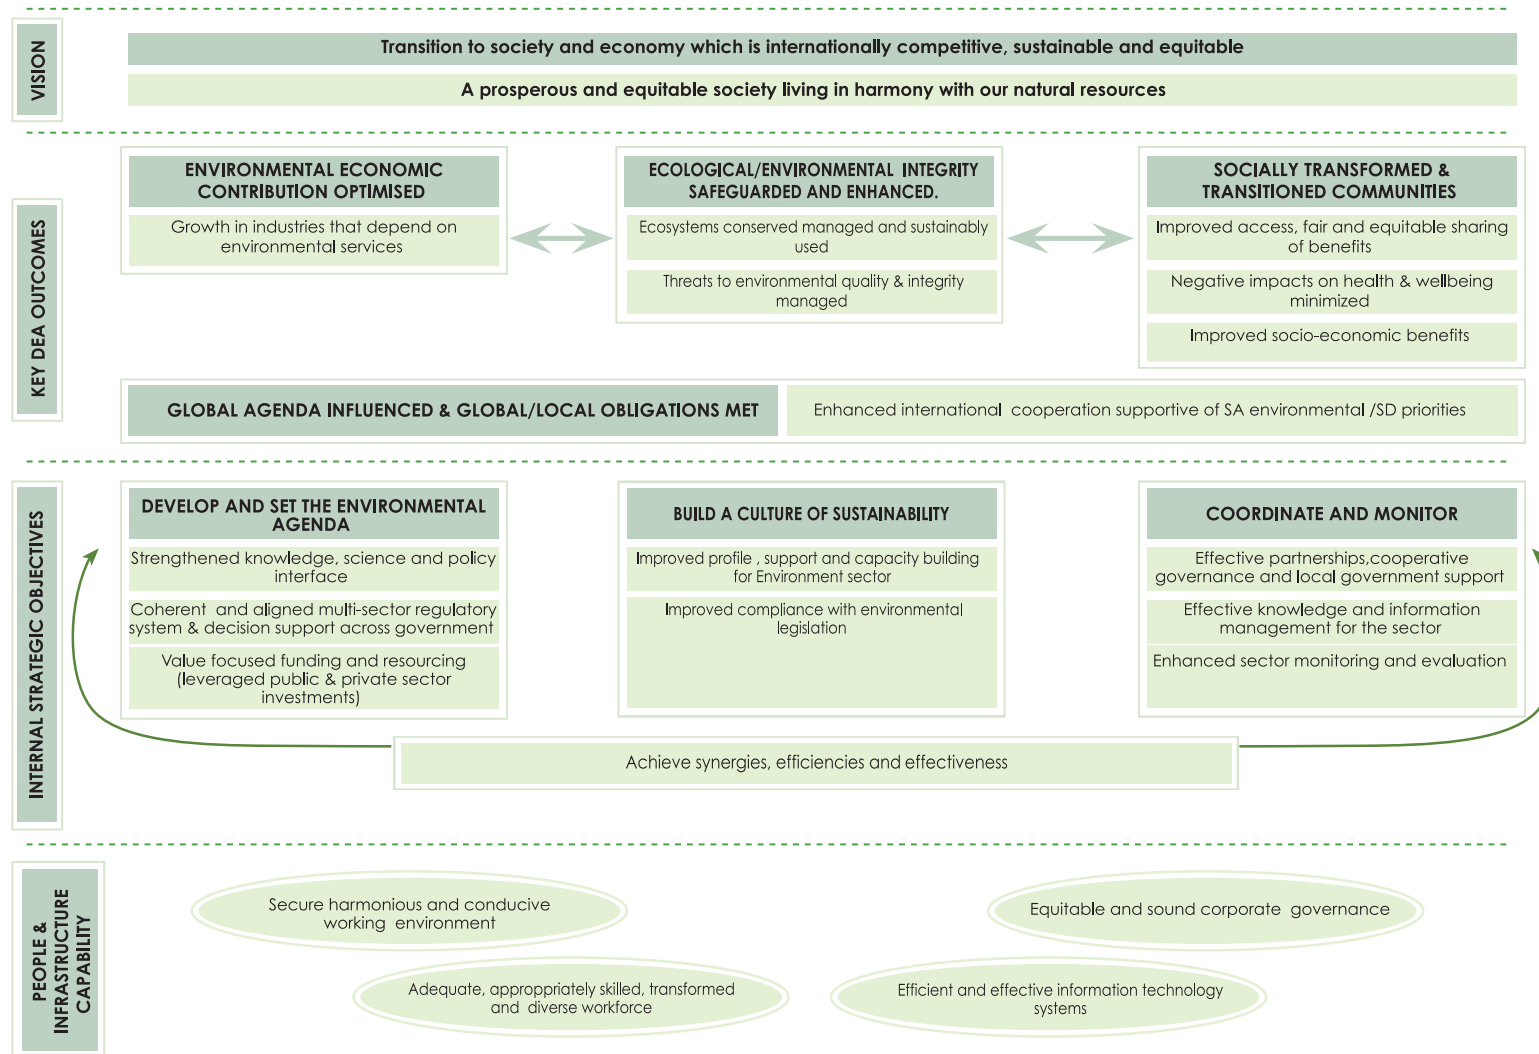 VISION
Transition to society and economy which is internationally competitive, sustainable and equitable
A prosperous and equitable society living in harmony with our natural resources
KEY DEA OUTCOMES
ENVIRONMENTAL ECONOMIC
CONTRIBUTION OPTIMISED
Growth in industries that depend on
environmental services
ECOLOGICAL/ENVIRONMENTAL INTEGRITY
SAFEGUARDED AND ENHANCED.
Ecosystems conserved managed and sustainably
used
Threats to environmental quality & integrity
managed
SOCIALLY TRANSFORMED &
TRANSITIONED COMMUNITIES
Improved access, fair and equitable sharing
of benefits
Negative impacts on health & wellbeing
minimized
Improved socio-economic benefits
GLOBAL AGENDA INFLUENCED & GLOBAL/LOCAL OBLIGATIONS MET
Enhanced international cooperation supportive of SA environmental /SD priorities
INTERNAL STRATEGIC OBJECTIVES
DEVELOP AND SET THE ENVIRONMENTAL
AGENDA
Strengthened knowledge, science and policy
interface
Coherent and aligned multi-sector regulatory
system & decision support across government
Value focused funding and resourcing
(leveraged public & private sector
investments)
BUILD A CULTURE OF SUSTAINABILITY
Improved profile , support and capacity building
for Environment sector
Improved compliance with environmental
legislation
COORDINATE AND MONITOR
Effective partnerships,cooperative
governance and local government support
Effective knowledge and information
management for the sector
Enhanced sector monitoring and evaluation
Achieve synergies, efficiencies and effectiveness
PEOPLE &
INFRASTRUCTURE
CAPABILITY
Secure harmonious and conducive
working environment
Equitable and sound corporate governance
Adequate, approppriately skilled, transformed
and diverse workforce
Efficient and effective information technology
systems